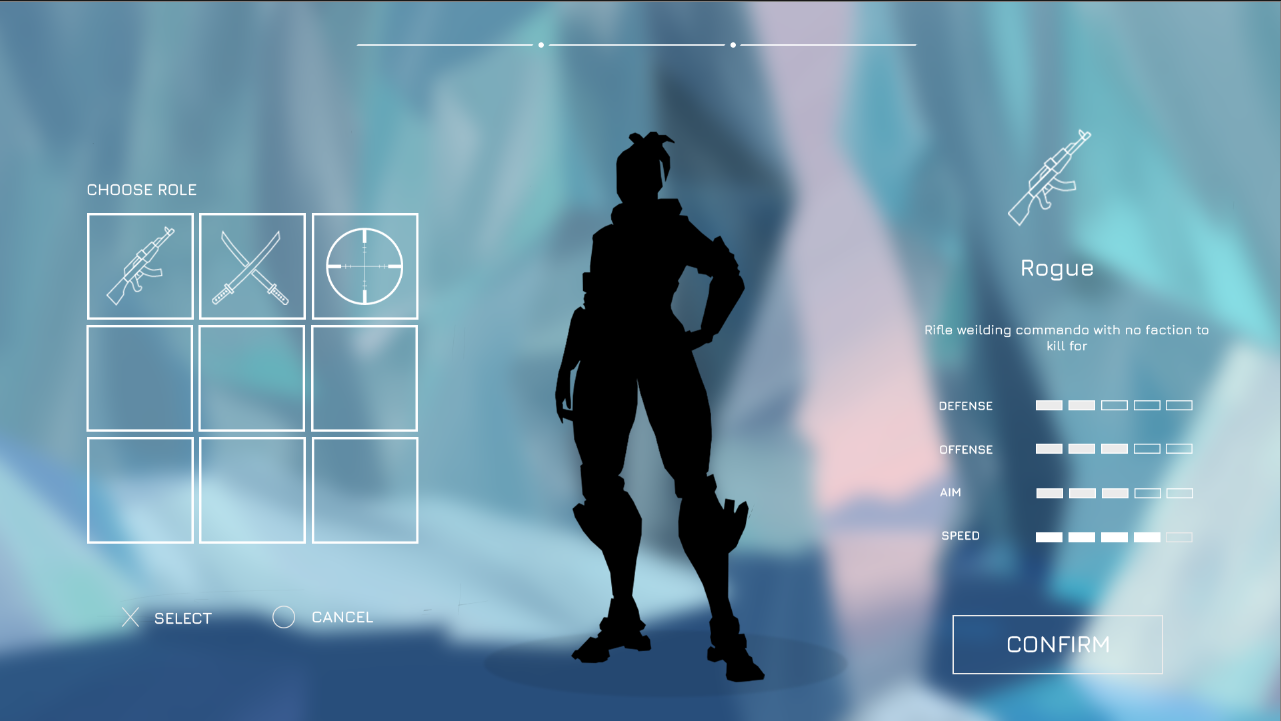 CHOOSE ROLE
SELECT
CANCEL
Rogue
Rifle weilding commando with no faction to
kill for
DEFENSE
OFFENSE
AIM
SPEED
CONFIRM